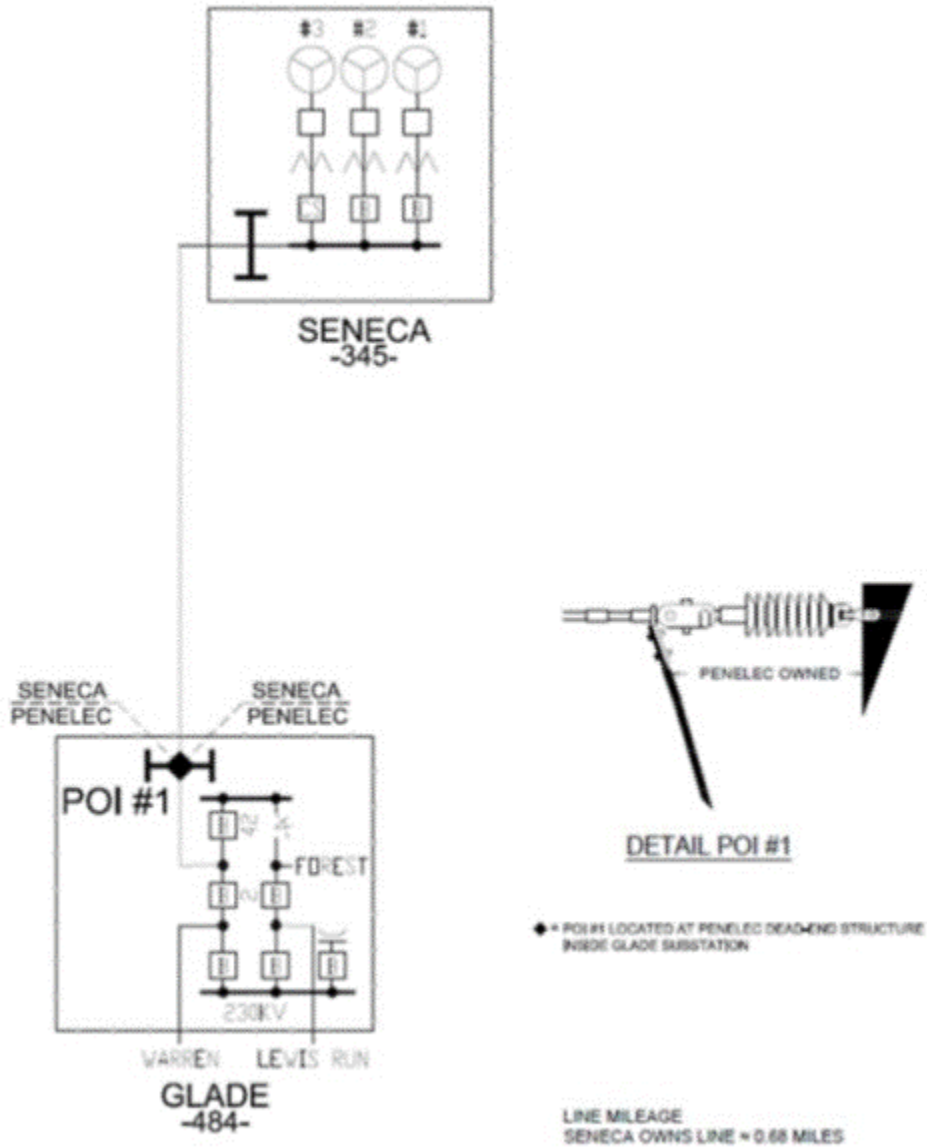 #3 #2 #1
SENECA
-345-
SENECA
PENELEC
SENECA
PENELEC
POI #1
42
FOREST
2
B
B
B
B
B
B
230KV
WARREN
LEWIS RUN
GLADE
-484-
PENELEC OWNED
DETAIL POI #1
= POI #1 LOCATED AT PENELEC DEAD-END STRUCTURE
INSIDE GLADE SUBSTATION
LINE MILEAGE
SENECA OWNS LINE ≈ 0.68 MILES